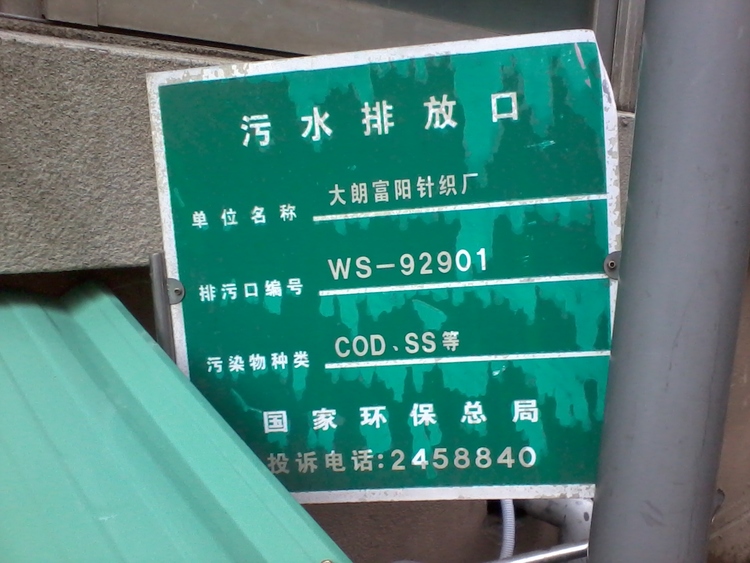 污水排放口
单位名称 大朗富阳针织厂
排污口编号 WS-92901
污染物种类 COD、SS等
国家环保总局
投诉电话:2458840